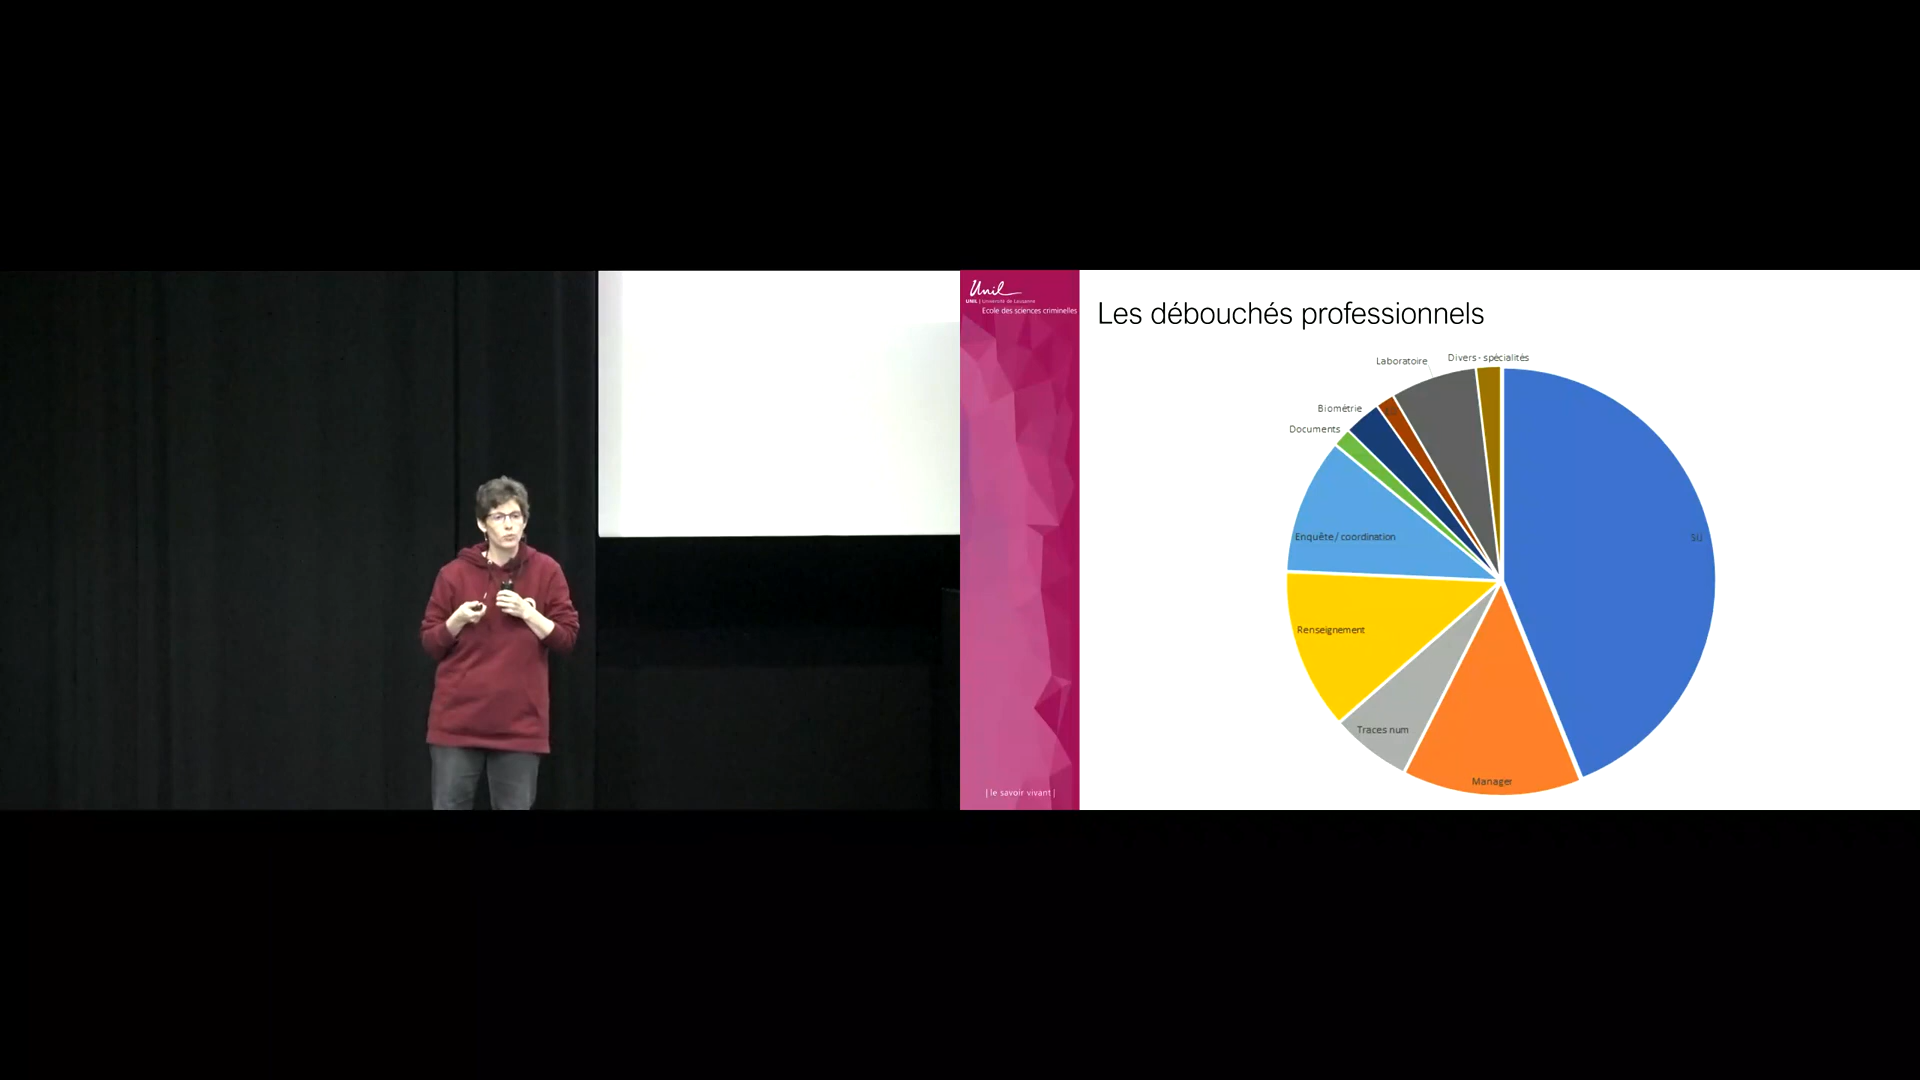 Unil
UNIL | Université de Lausanne
Ecole des sciences criminelles
Les débouchés professionnels
Laboratoire
Divers - spécialités
Biométrie
Documents
Enquête / coordination
SIJ
Renseignement
Traces num
Manager
| le savoir vivant |